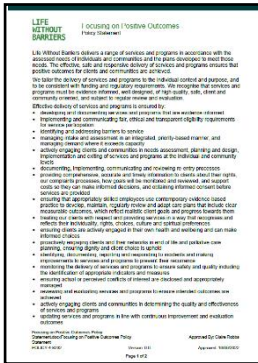 LIFE
WITHOUT
BARRIERS
Focusing on Positive Outcomes
Policy Statement
Life Without Barriers delivers a range of services and programs in accordance with the
assessed needs of individuals and communities and the plans developed to meet those
needs. The effective, safe and responsive delivery of services and programs ensures that
positive outcomes for clients and communities are achieved.
We tailor the delivery of services and programs to the individual context and purpose, and
to be consistent with funding and regulatory requirements. We recognise that services and
programs must be evidence informed, well designed, of high quality, safe, client and
community oriented, and subject to regular review and evaluation.
Effective delivery of services and programs is ensured by:
• developing and documenting services and programs that are evidence informed
• implementing and communicating fair, ethical and transparent eligibility requirements
for service participation
• identifying and addressing barriers to service
• managing intake and assessment in an integrated, priority-based manner, and
managing demand where it exceeds capacity
• actively engaging clients and communities in needs assessment, planning and design,
implementation and exiting of services and programs at the individual and community
levels
• documenting, implementing, communicating and reviewing re-entry processes
• providing comprehensive, accurate and timely information to clients about their rights,
our complaints processes, how goals will be monitored and reviewed, and support
costs so they can make informed decisions, and obtaining informed consent before
services are provided
• ensuring that appropriately skilled employees use contemporary evidence based
practice to develop, maintain, regularly review and adapt care plans that include clear
measurable outcomes, which reflect realistic client goals and progress towards them
• treating our clients with respect and providing services in a way that recognises and
reflects their individuality, rights, choices, culture and spiritual preferences
• ensuring clients are actively engaged in their own health and wellbeing and can make
informed choices
• proactively engaging clients and their networks in end of life and palliative care
planning, ensuring dignity and client choice is upheld
• identifying, documenting, reporting and responding to incidents and making
improvements to services and programs to prevent their recurrence
• monitoring the delivery of services and programs to ensure safety and quality including
the identification of appropriate indicators and measures
• ensuring actual or perceived conflicts of interest are disclosed and appropriately
managed
• reviewing and evaluating services and programs to ensure intended outcomes are
achieved
• actively engaging clients and communities in determining the quality and effectiveness
of services and programs
• updating services and programs in line with continuous improvement and evaluation
outcomes
Focusing on Positive Outcomes Policy
Statement
Approved By: Claire Robbs
Page 1 of 2